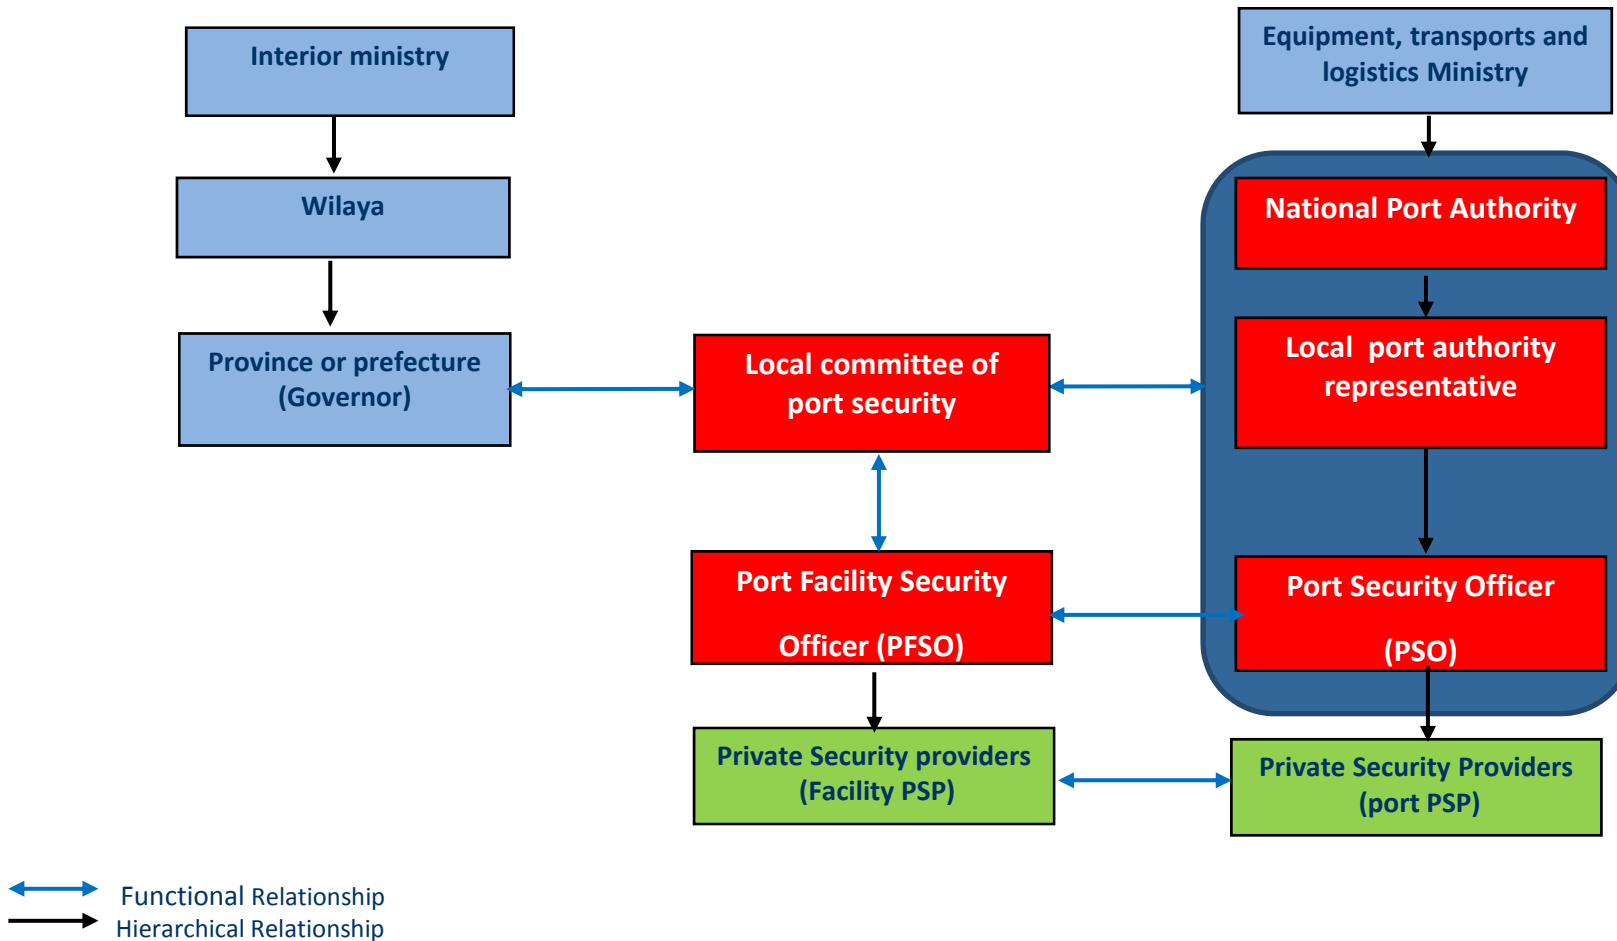 Interior ministry
Equipment, transports and
logistics Ministry
Wilaya
National Port Authority
Province or prefecture
(Governor)
Local committee of
port security
Local  port authority
representative
Port Facility Security
Officer (PFSO)
Port Security Officer
(PSO)
Private Security providers
(Facility PSP)
Private Security Providers
(port PSP)
Functional Relationship
Hierarchical Relationship